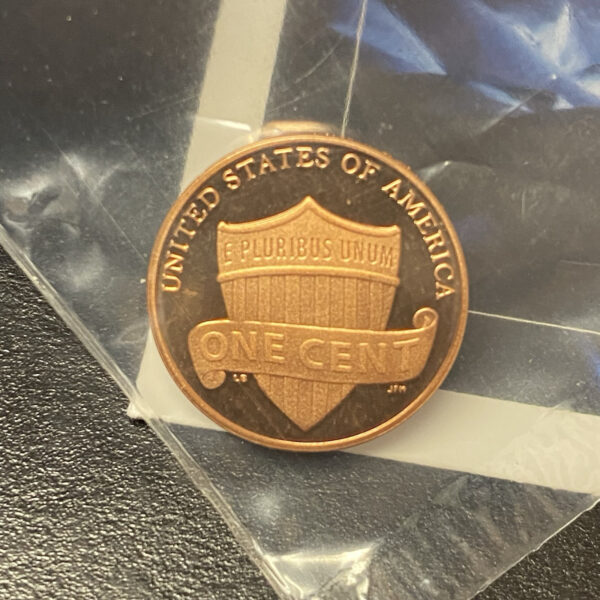 UNITED STATES OF AMERICA
E PLURIBUS UNUM
ONE CENT
LB
JFM